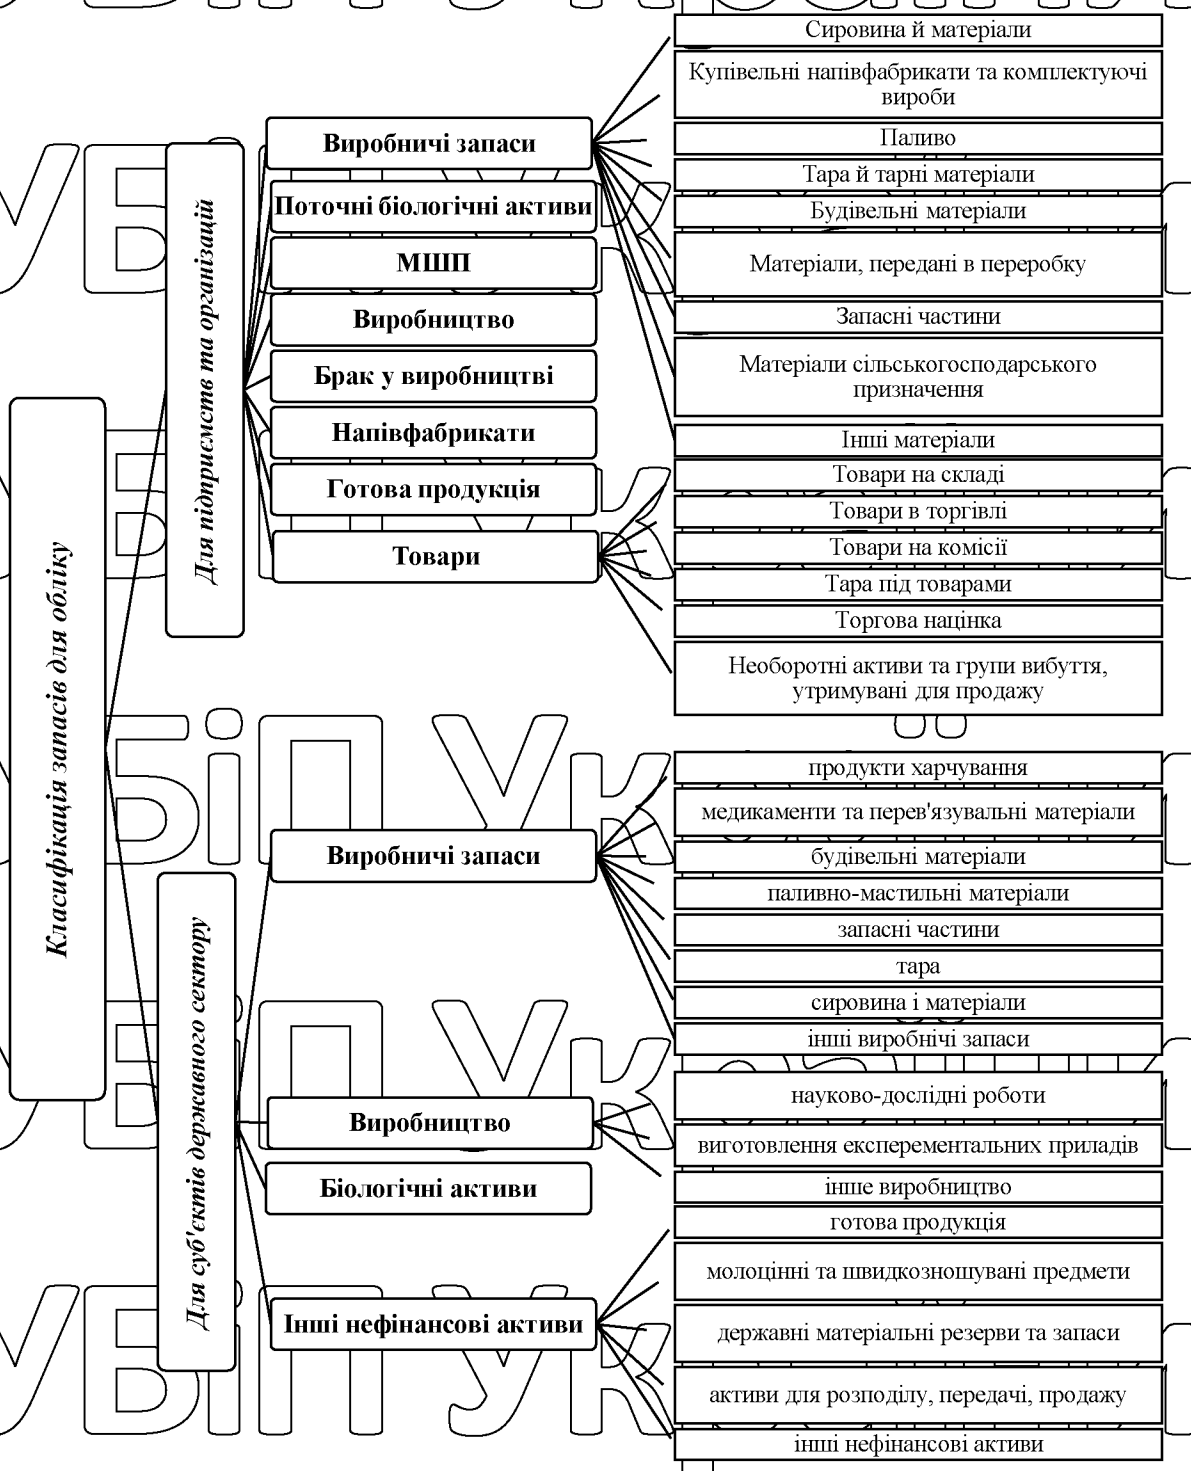 Класифікація запасів для обліку
Для підприємств та організацій
Виробничі запаси
Сировина й матеріали
Купівельні напівфабрикати та комплектуючі
вироби
Паливо
Тара й тарні матеріали
Будівельні матеріали
Матеріали, передані в переробку
Запасні частини
Матеріали сільськогосподарського
призначення
Інші матеріали
Поточні біологічні активи
МШП
Виробництво
Брак у виробництві
Напівфабрикати
Готова продукція
Товари
Товари на складі
Товари в торгівлі
Товари на комісії
Тара під товарами
Торгова націнка
Необоротні активи та групи вибуття,
утримувані для продажу
Для суб'єктів державного сектору
Виробничі запаси
продукти харчування
медикаменти та перев'язувальні матеріали
будівельні матеріали
паливно-мастильні матеріали
запасні частини
тара
сировина і матеріали
інші виробнічі запаси
Виробництво
науково-дослідні роботи
виготовлення експерементальних приладів
інше виробництво
Біологічні активи
Інші нефінансові активи
готова продукція
молоцінні та швидкозношувані предмети
державні матеріальні резерви та запаси
активи для розподілу, передачі, продажу
інші нефінансові активи